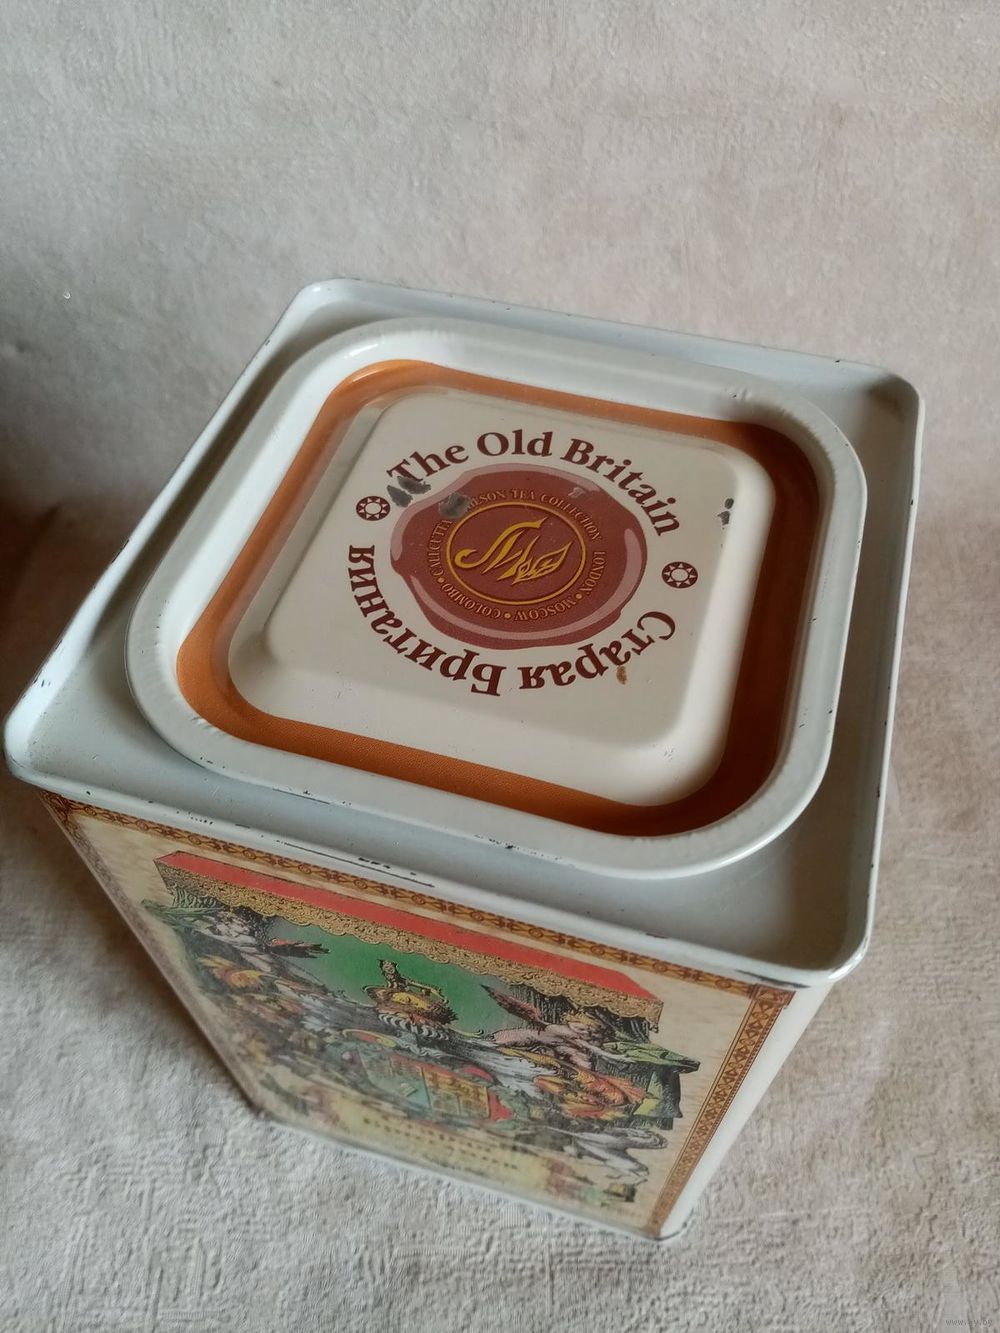 The Old Britain
Старая Британия
TEA COLLECTION
LONDON • MOSCOW • COLOMBO • CALCUTTA